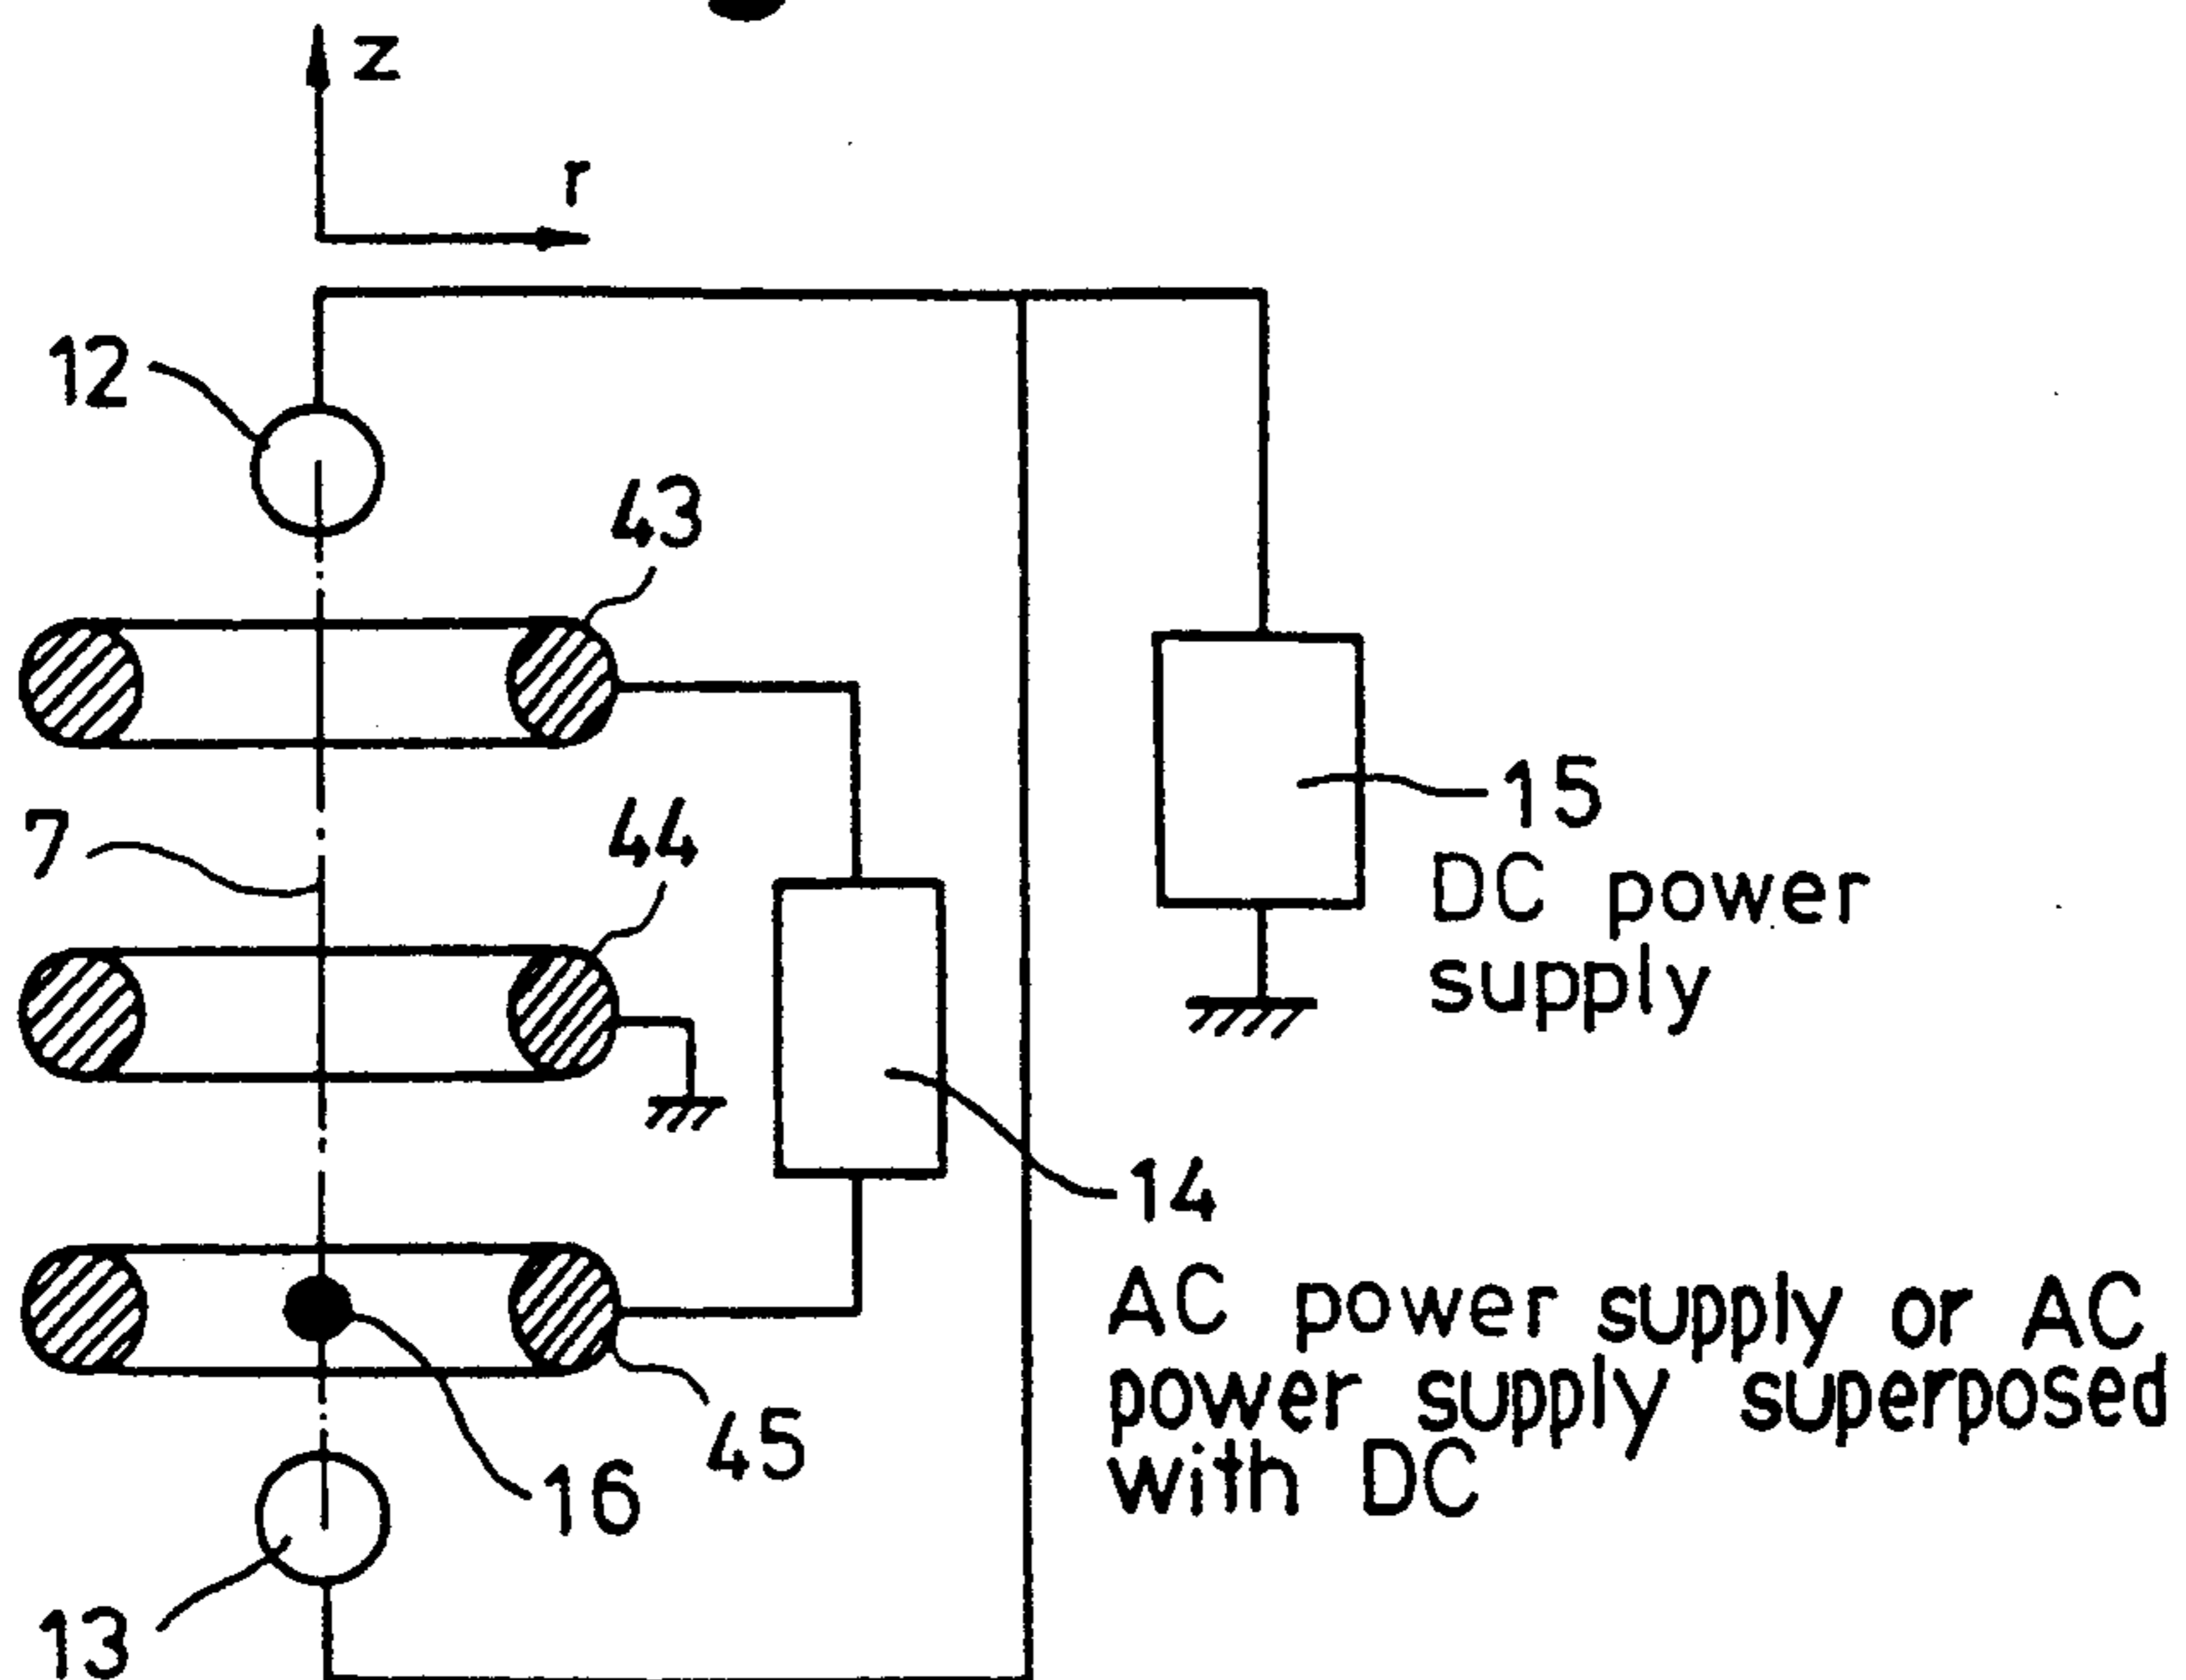 z
r
12
43
15
DC power
supply
7
44
14
AC power supply or AC
power supply superposed
with DC
45
16
13